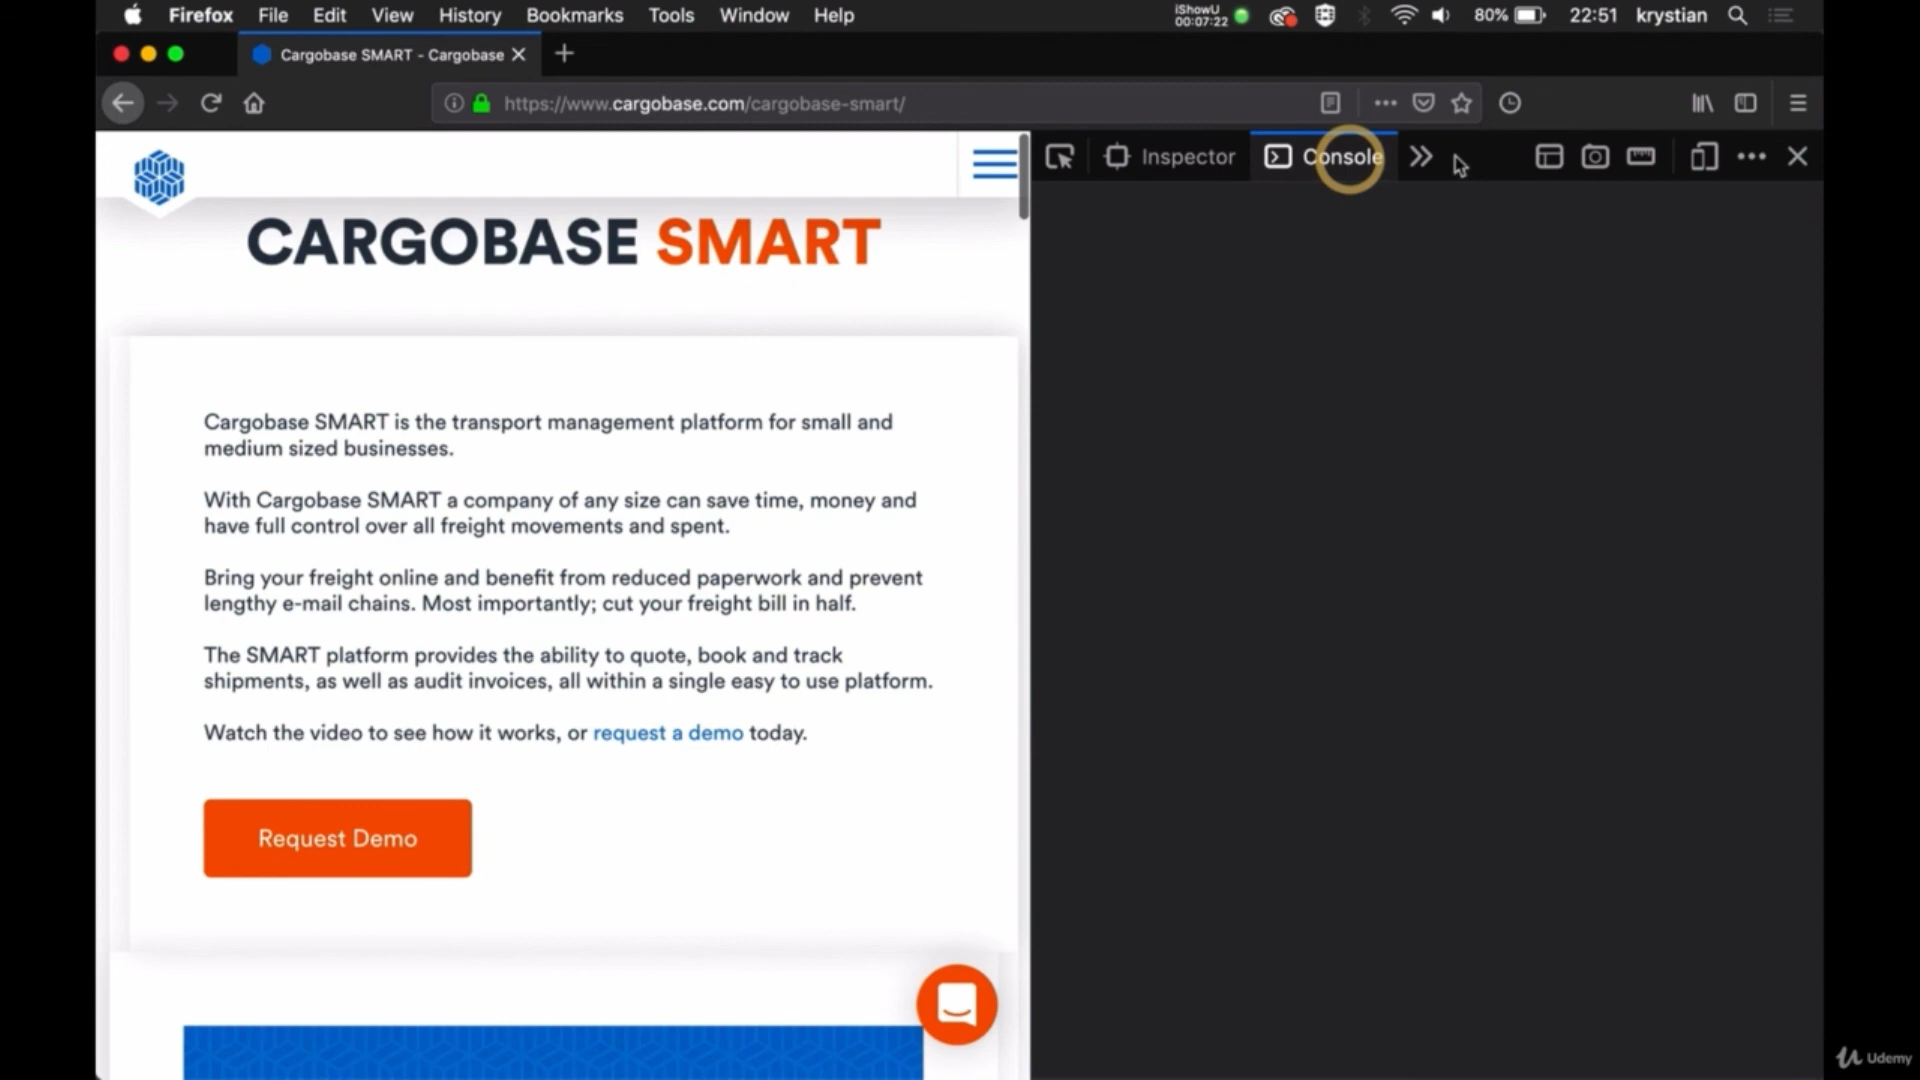 Firefox File Edit View History Bookmarks Tools Window Help
iShowU
00:07:22
80% 22:51 krystian
Cargobase SMART - Cargobase
https://www.cargobase.com/cargobase-smart/
Inspector Console
CARGOBASE SMART
Cargobase SMART is the transport management platform for small and
medium sized businesses.
With Cargobase SMART a company of any size can save time, money and
have full control over all freight movements and spent.
Bring your freight online and benefit from reduced paperwork and prevent
lengthy e-mail chains. Most importantly; cut your freight bill in half.
The SMART platform provides the ability to quote, book and track
shipments, as well as audit invoices, all within a single easy to use platform.
Watch the video to see how it works, or request a demo today.
Request Demo
Udemy